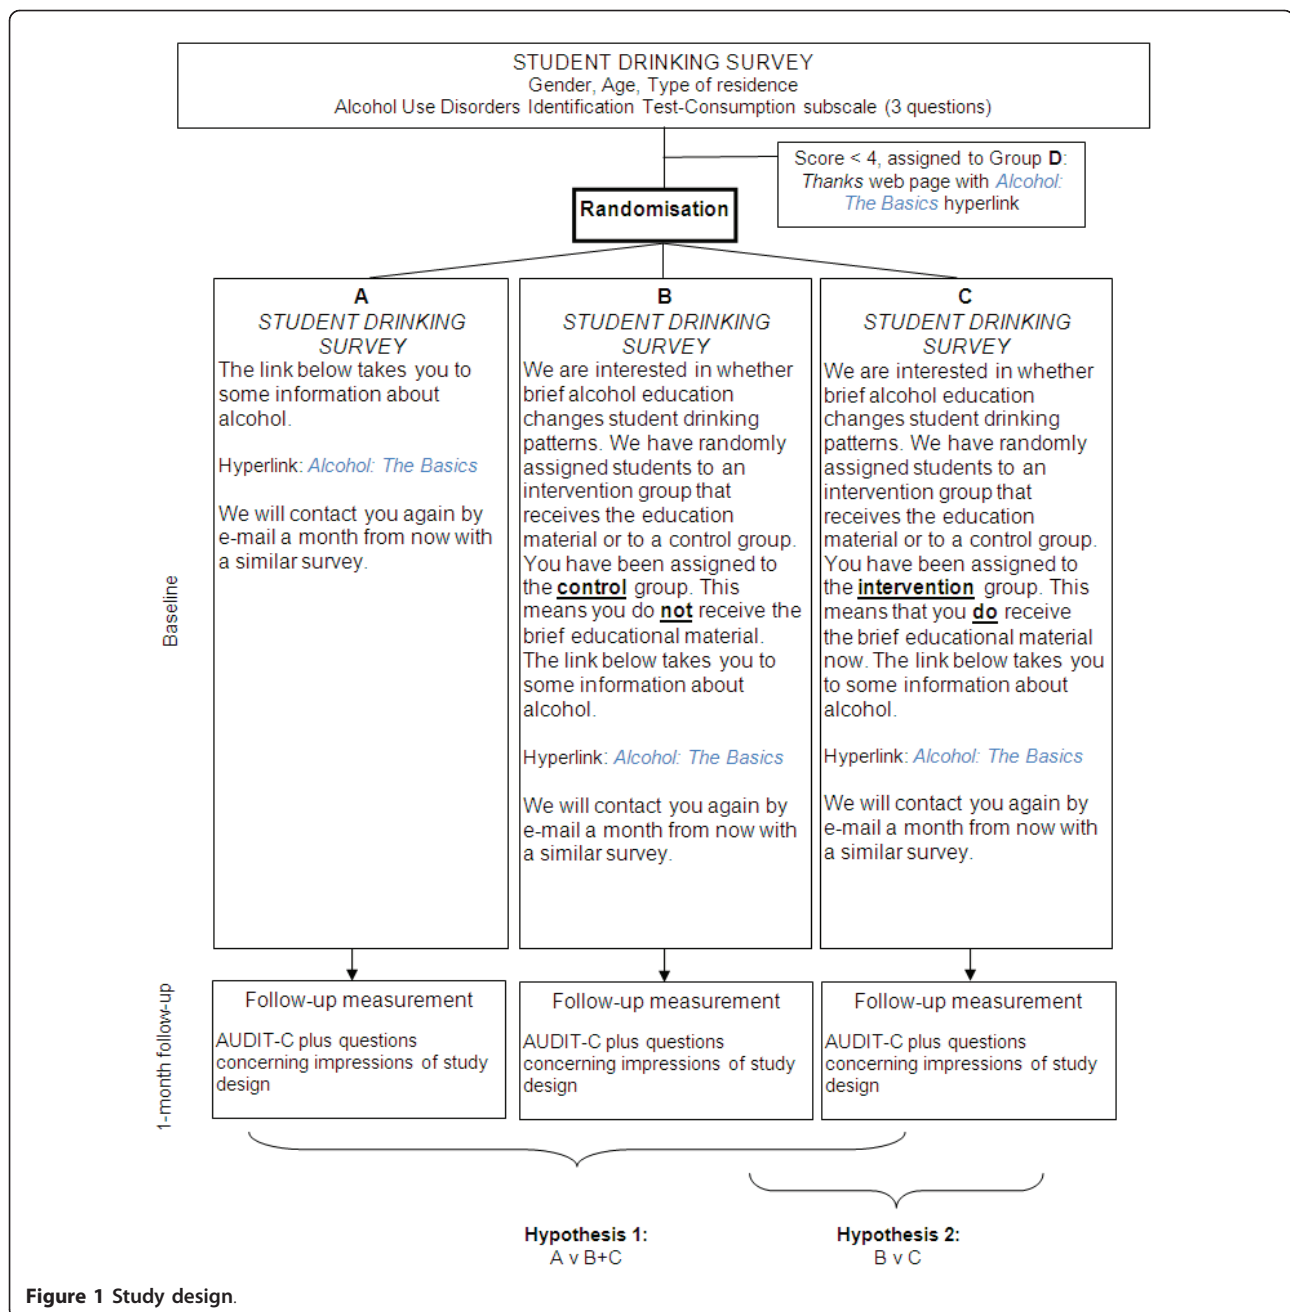 STUDENT DRINKING SURVEY
Gender, Age, Type of residence
Alcohol Use Disorders Identification Test-Consumption subscale (3 questions)
Score < 4, assigned to Group D:
Thanks web page with Alcohol:
The Basics hyperlink
Randomisation
Baseline
A
STUDENT DRINKING
SURVEY
The link below takes you to
some information about
alcohol.
Hyperlink: Alcohol: The Basics
We will contact you again by
e-mail a month from now with
a similar survey.
B
STUDENT DRINKING
SURVEY
We are interested in whether
brief alcohol education
changes student drinking
patterns. We have randomly
assigned students to an
intervention group that
receives the education
material or to a control group.
You have been assigned to
the control group. This
means you do not receive the
brief educational material.
The link below takes you to
some information about
alcohol.
Hyperlink: Alcohol: The Basics
We will contact you again by
e-mail a month from now with
a similar survey.
C
STUDENT DRINKING
SURVEY
We are interested in whether
brief alcohol education
changes student drinking
patterns. We have randomly
assigned students to an
intervention group that
receives the education
material or to a control group.
You have been assigned to
the intervention group. This
means that you do receive
the brief educational material
now. The link below takes you
to some information about
alcohol.
Hyperlink: Alcohol: The Basics
We will contact you again by
e-mail a month from now with
a similar survey.
1-month follow-up
Follow-up measurement
AUDIT-C plus questions
concerning impressions of study
design
Follow-up measurement
AUDIT-C plus questions
concerning impressions of study
design
Follow-up measurement
AUDIT-C plus questions
concerning impressions of study
design
Hypothesis 1:
A v B+C
Hypothesis 2:
B v C
Figure 1 Study design.